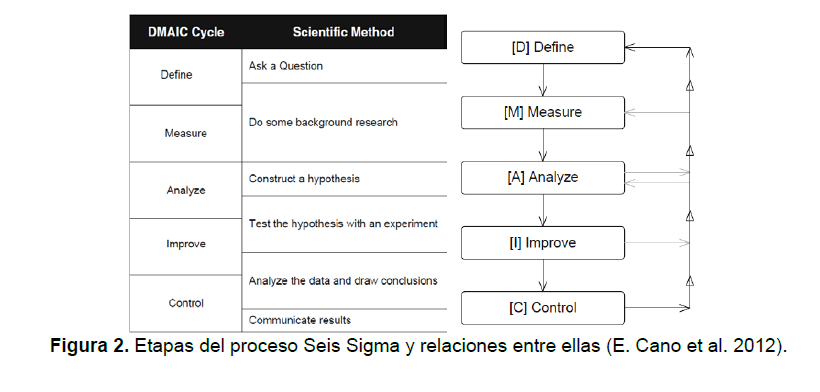 DMAIC Cycle
Scientific Method
Define
Ask a Question
Measure
Do some background research
Analyze
Construct a hypothesis
Improve
Test the hypothesis with an experiment
Control
Analyze the data and draw conclusions
Communicate results
[D] Define
[M] Measure
[A] Analyze
[I] Improve
[C] Control
Figura 2. Etapas del proceso Seis Sigma y relaciones entre ellas (E. Cano et al. 2012).